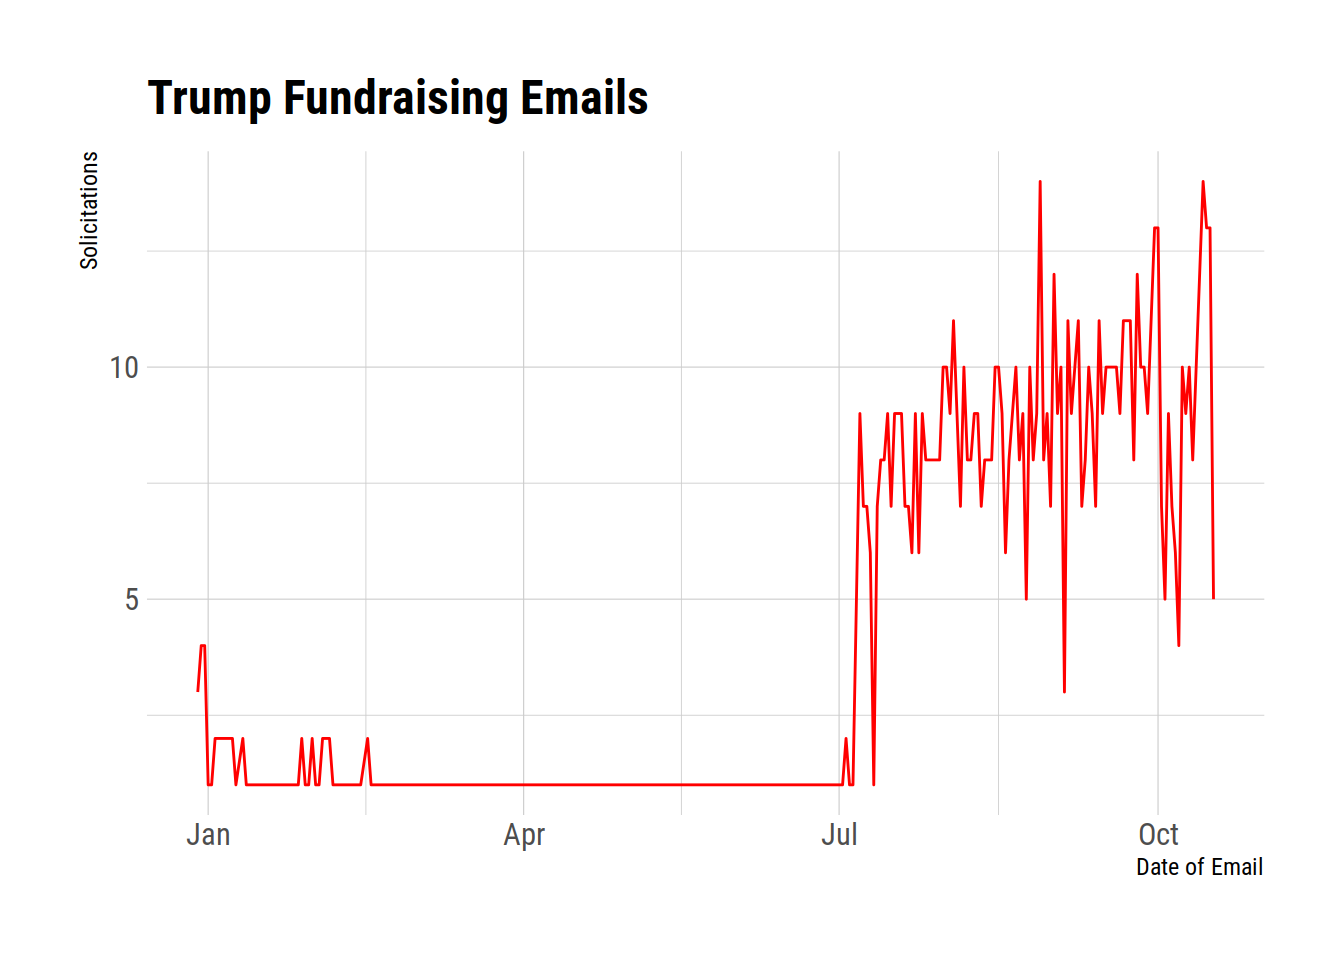 Trump Fundraising Emails
Solicitations
10
5
Jan Apr Jul Oct
Date of Email